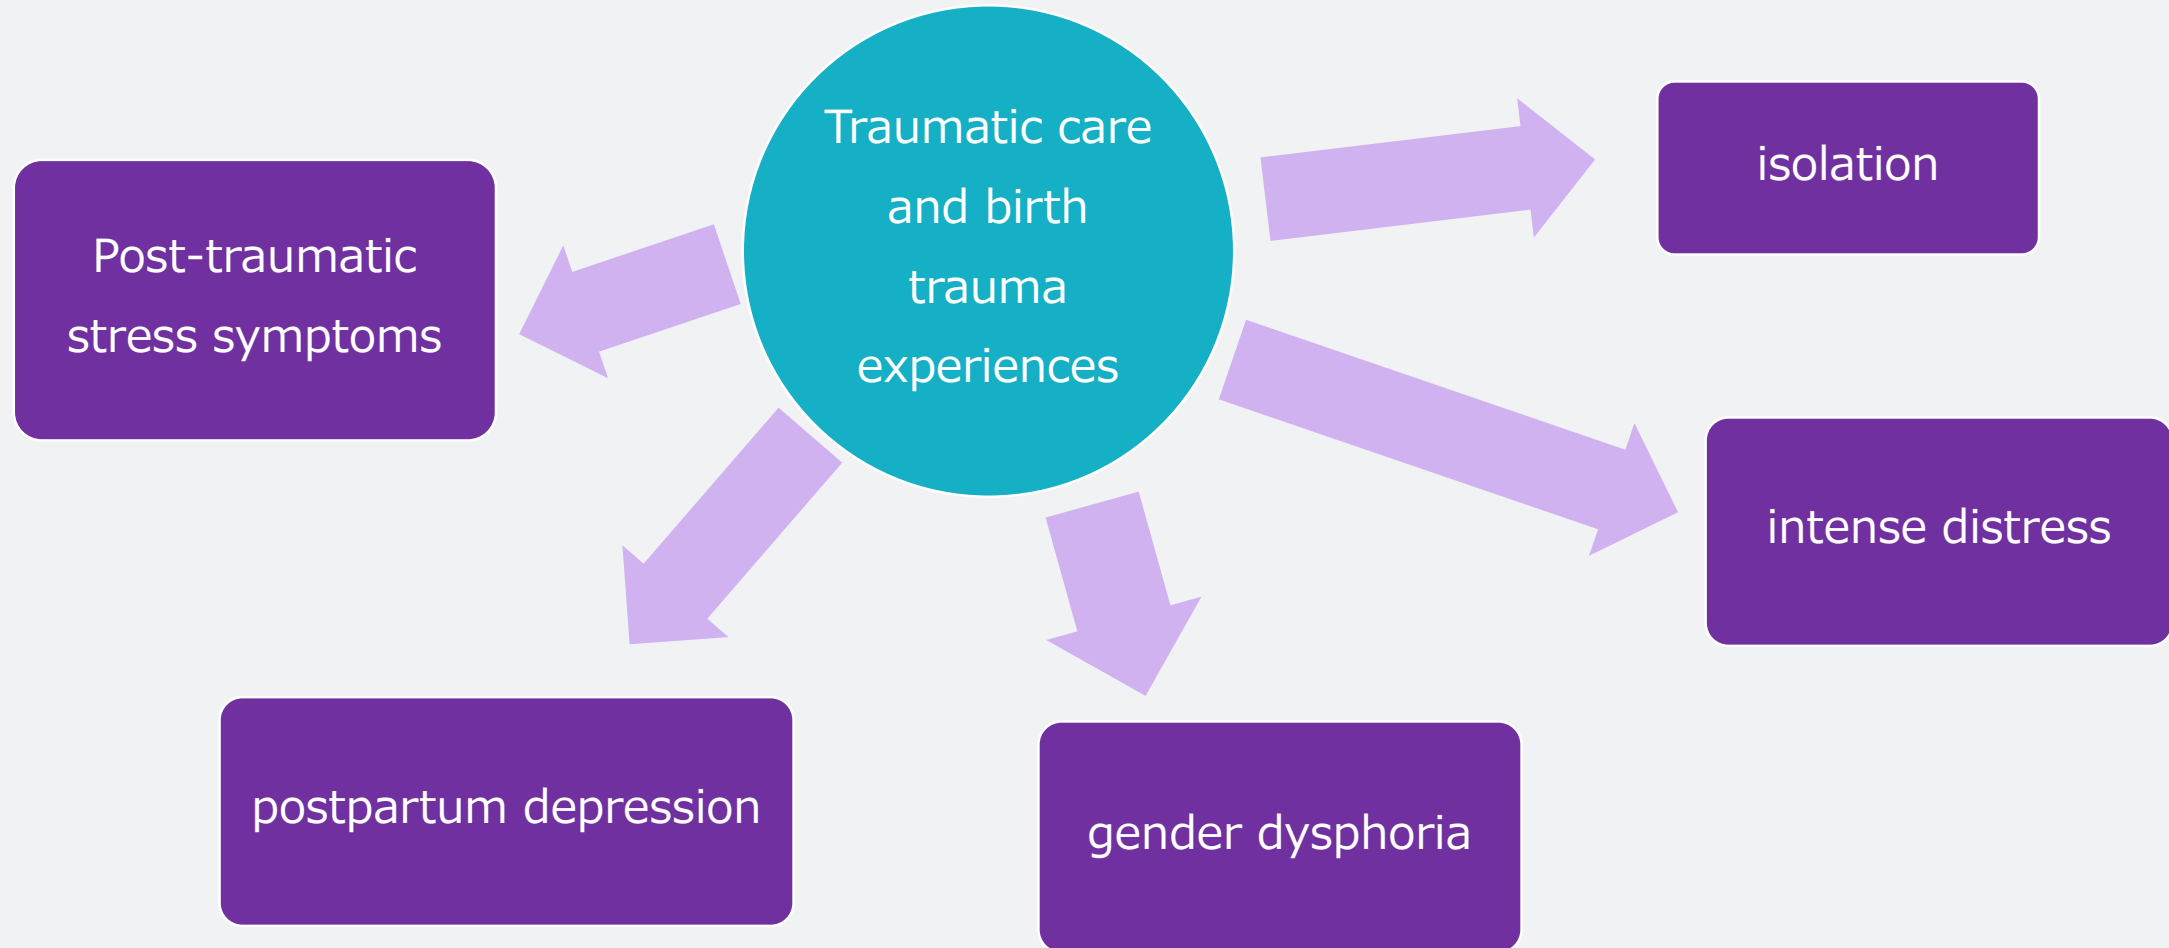 Traumatic care
and birth
trauma
experiences
isolation
Post-traumatic
stress symptoms
intense distress
postpartum depression
gender dysphoria